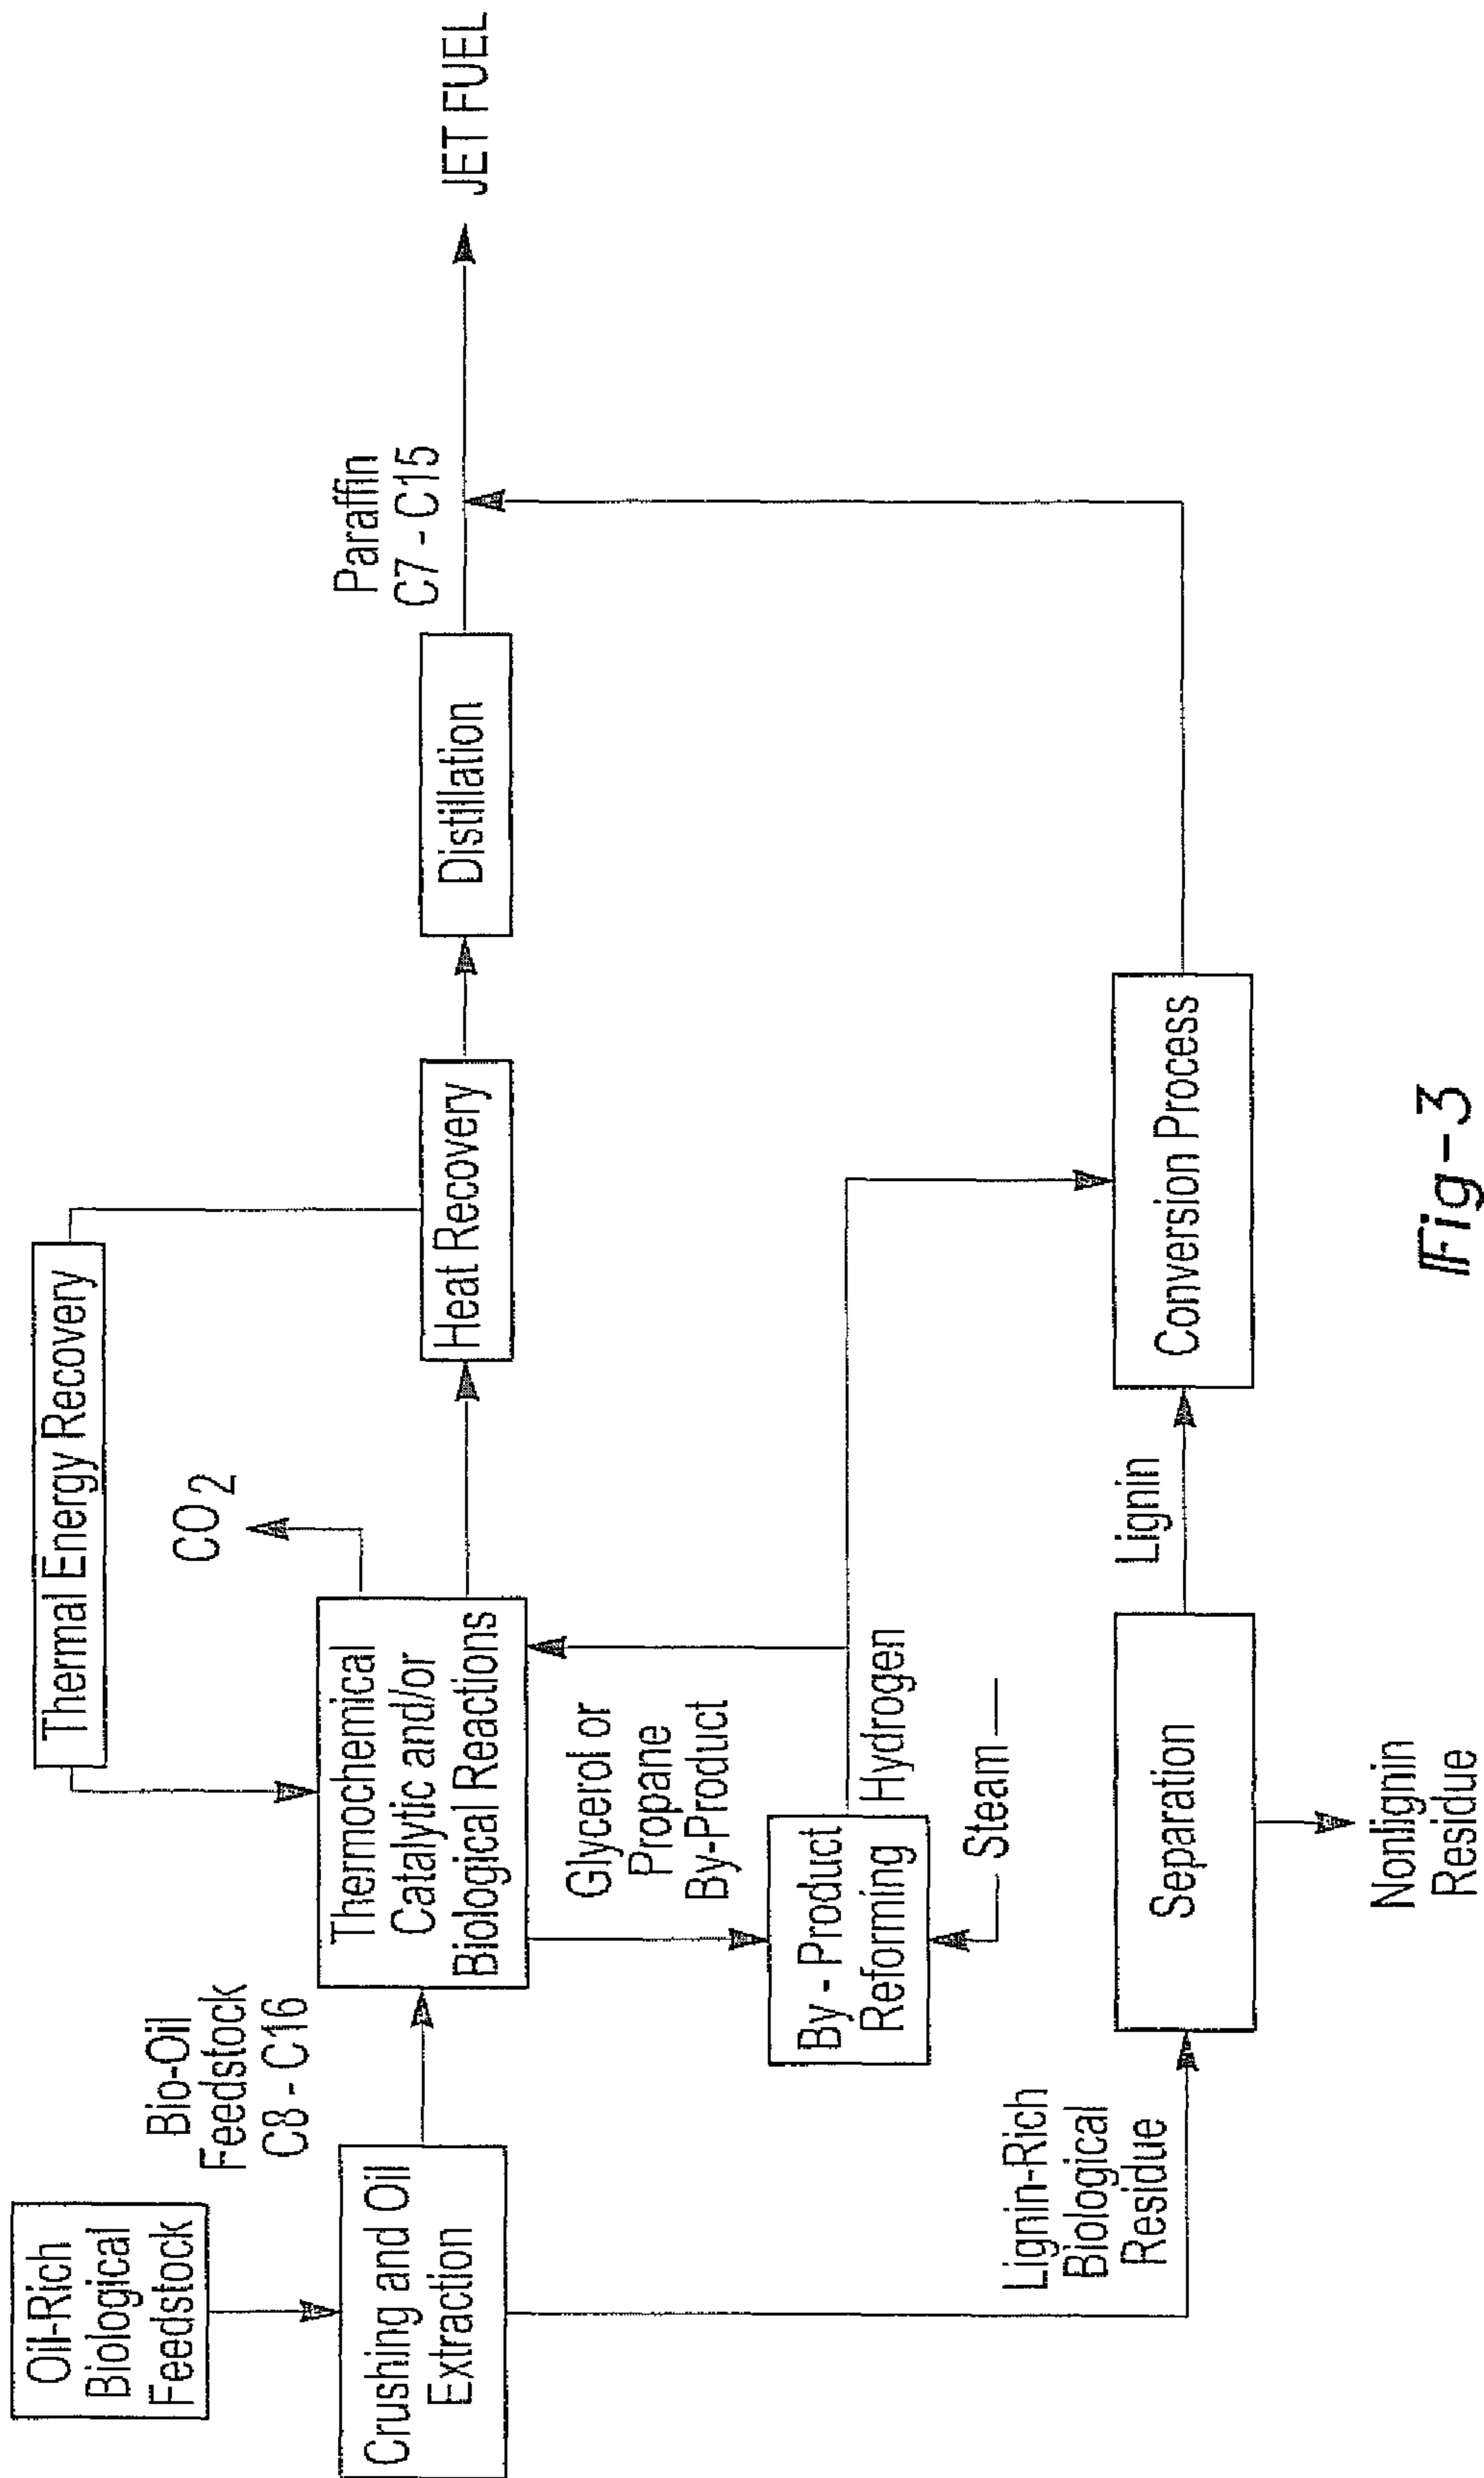 Oil-Rich
Biological
Feedstock
Crushing and Oil
Extraction
Bio-Oil
Feedstock
C8 - C16
Thermal Energy Recovery
Thermochemical
Catalytic and/or
Biological Reactions
CO2
Heat Recovery
Distillation
Paraffin
C7 - C15
JET FUEL
Glycerol or
Propane
By-Product
By - Product
Reforming
Hydrogen
Steam
Lignin-Rich
Biological
Residue
Separation
Nonlignin
Residue
Lignin
Conversion Process
Fig-3